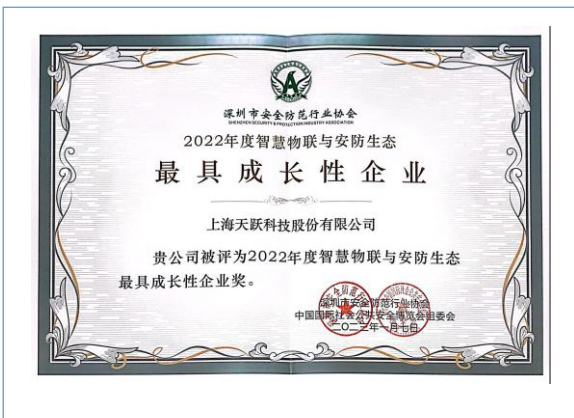 深圳市安全防范行业协会
SHENZHEN SECURITY & PROTECTION INDUSTRY ASSOCIATION
2022年度智慧物联与安防生态
最具成长性企业
上海天跃科技股份有限公司
贵公司被评为2022年度智慧物联与安防生态
最具成长性企业奖。
深圳市安全防范行业协会
中国国际社会公共安全博览会组委会
二〇二三年一月七日